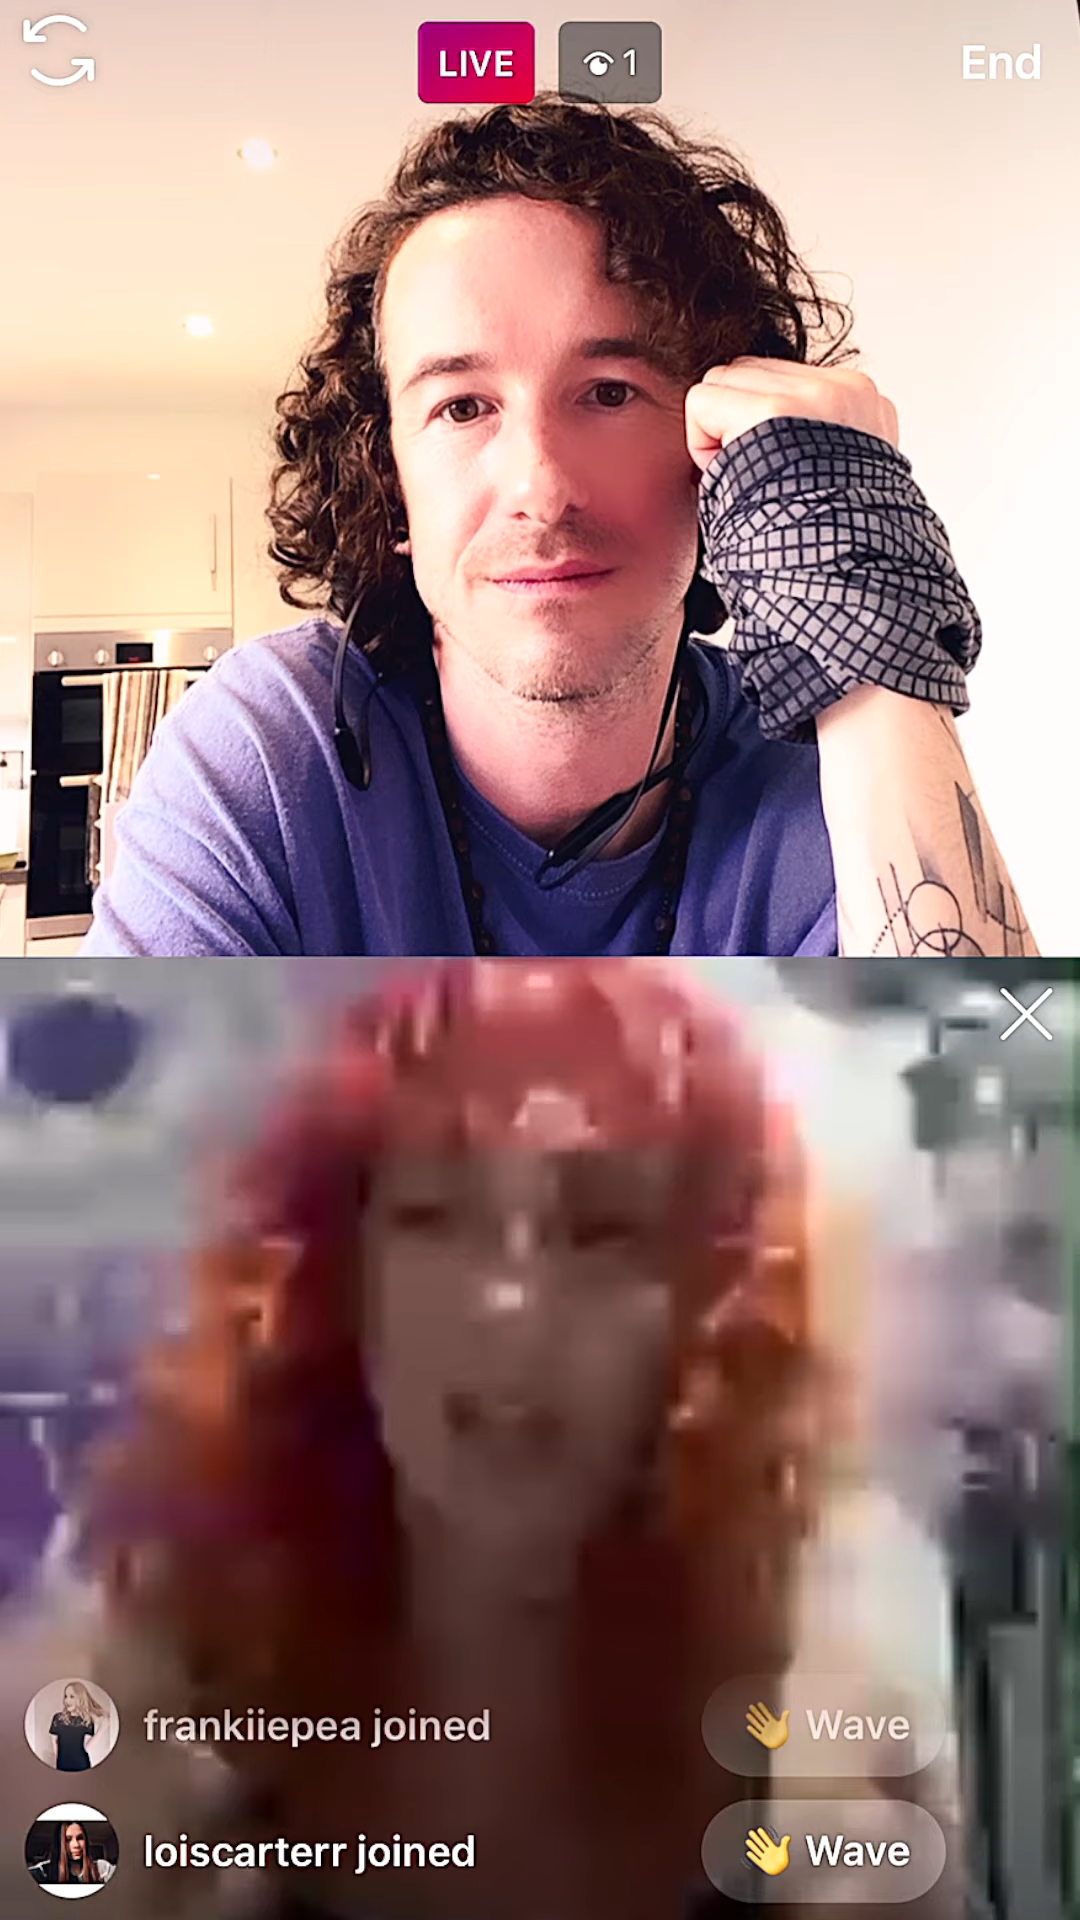 LIVE
1
End
frankiiepea joined
👋 Wave
loiscarterr joined
👋 Wave